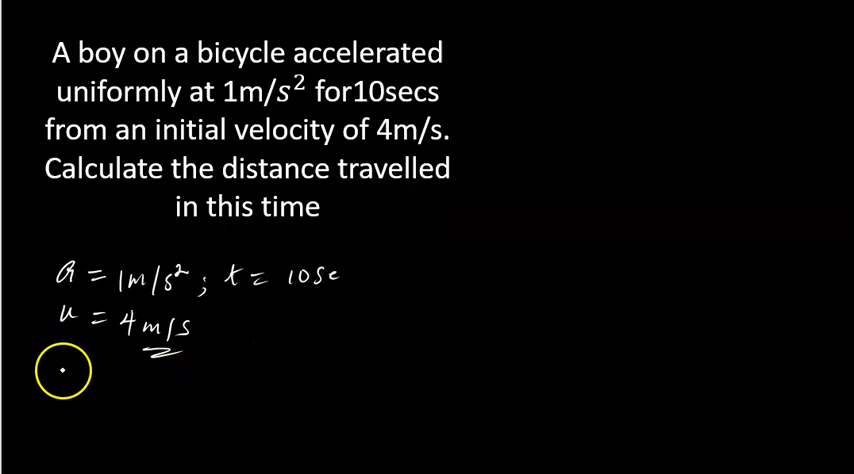 A boy on a bicycle accelerated
uniformly at 1m/s² for10secs
from an initial velocity of 4m/s.
Calculate the distance travelled
in this time
a = 1m/s² ; t = 10se
u = 4m/s